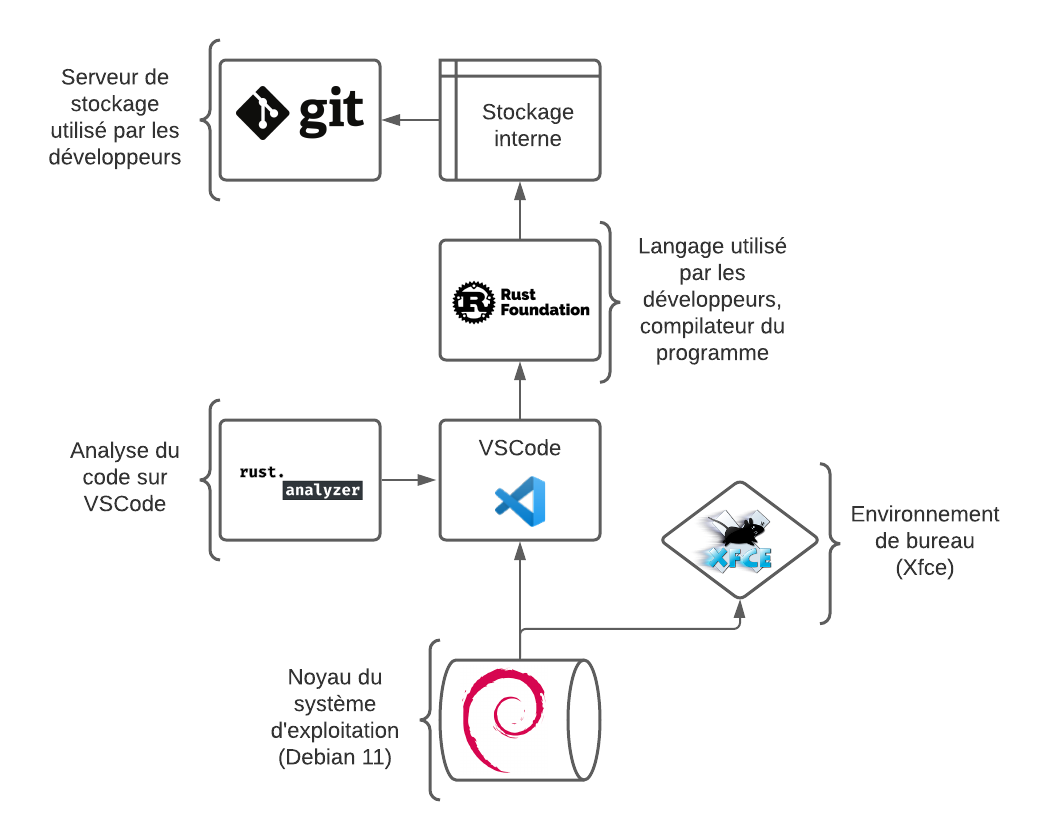 Serveur de
stockage
utilisé par les
développeurs
git
Stockage
interne
Rust
Foundation
Langage utilisé
par les
développeurs,
compilateur du
programme
Analyse du
code sur
VSCode
rust.
analyzer
VSCode
XFCE
Environnement
de bureau
(Xfce)
Noyau du
système
d'exploitation
(Debian 11)